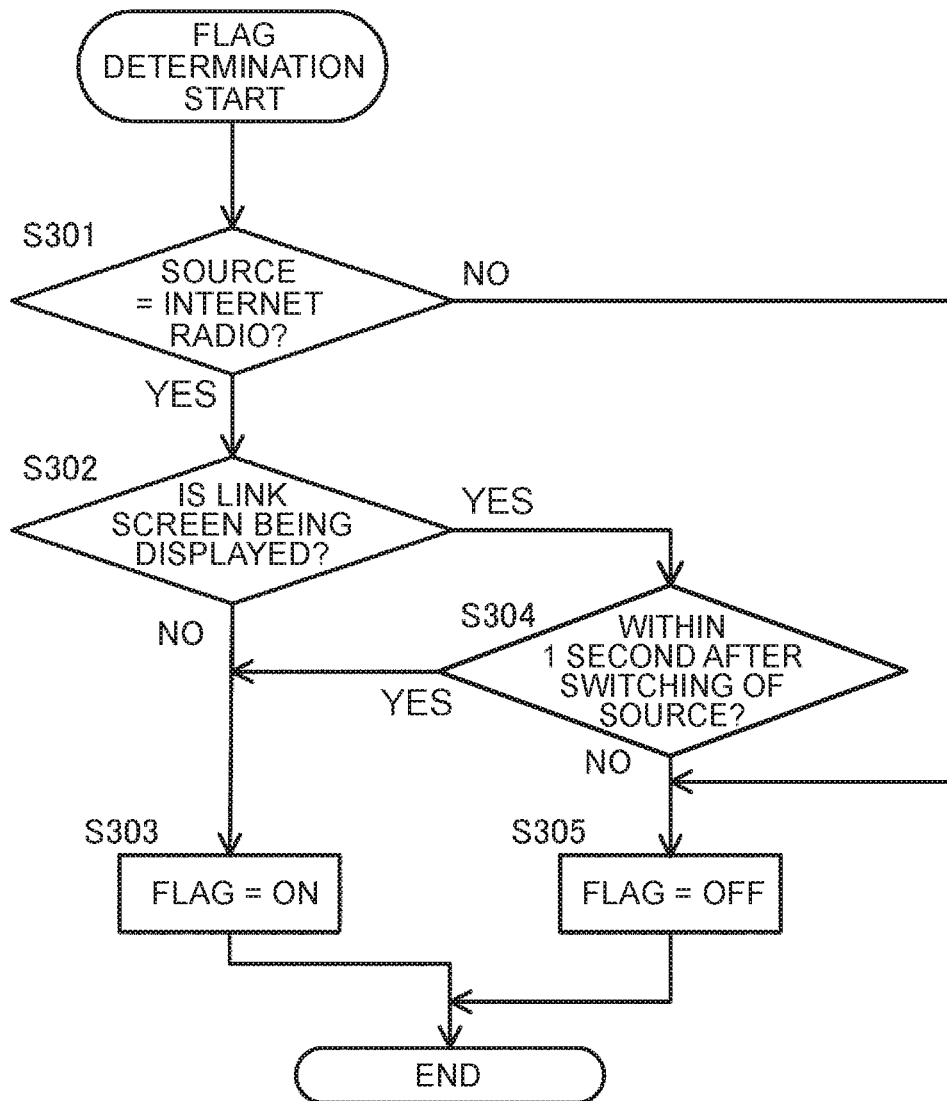 FLAG
DETERMINATION
START
S301
SOURCE
= INTERNET
RADIO?
NO
YES
S302
IS LINK
SCREEN BEING
DISPLAYED?
YES
NO
S304
WITHIN
1 SECOND AFTER
SWITCHING OF
SOURCE?
YES
NO
S303
FLAG = ON
S305
FLAG = OFF
END